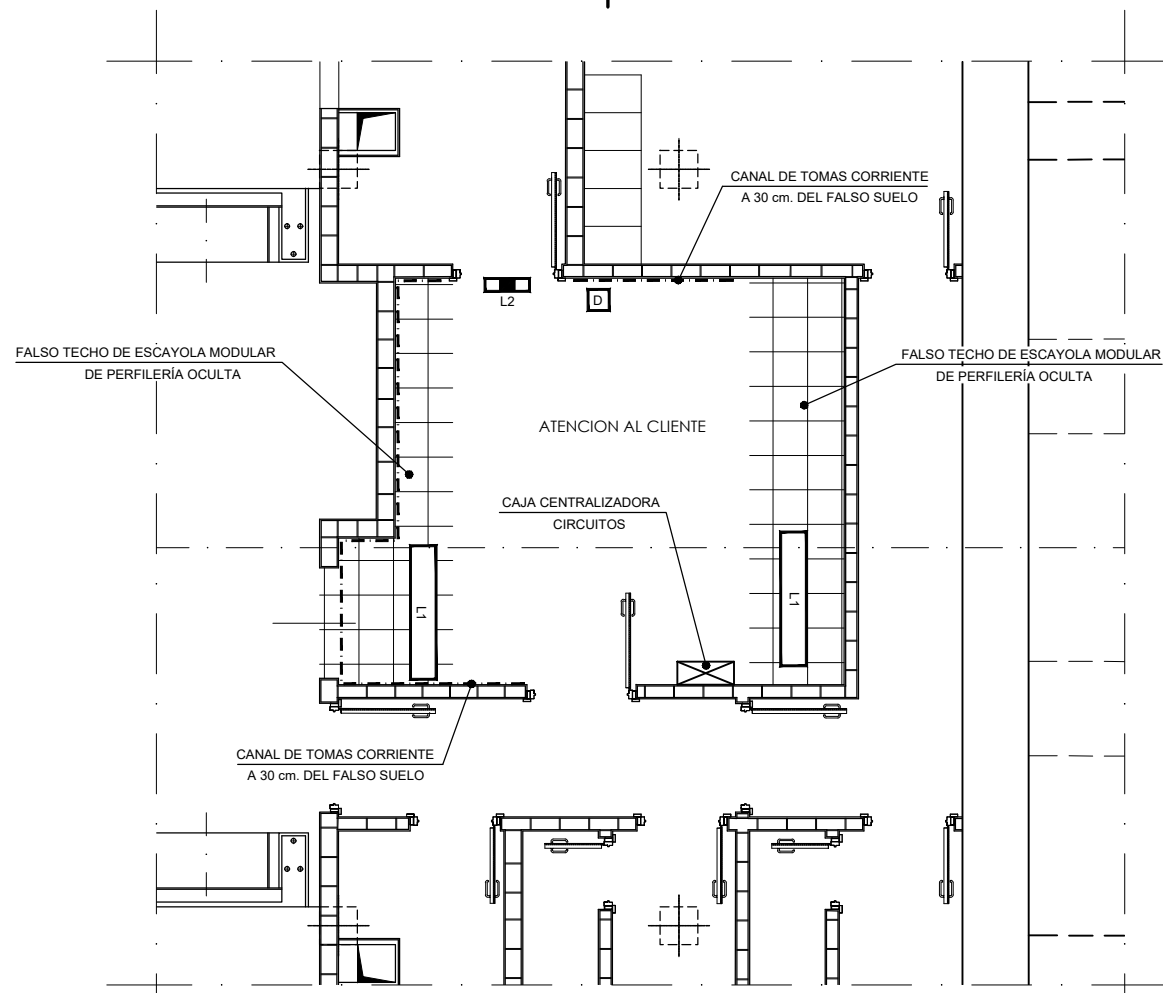 CANAL DE TOMAS CORRIENTE
A 30 cm. DEL FALSO SUELO
L2
D
FALSO TECHO DE ESCAYOLA MODULAR
DE PERFILERÍA OCULTA
FALSO TECHO DE ESCAYOLA MODULAR
DE PERFILERÍA OCULTA
ATENCION AL CLIENTE
CAJA CENTRALIZADORA
CIRCUITOS
L1
L1
CANAL DE TOMAS CORRIENTE
A 30 cm. DEL FALSO SUELO